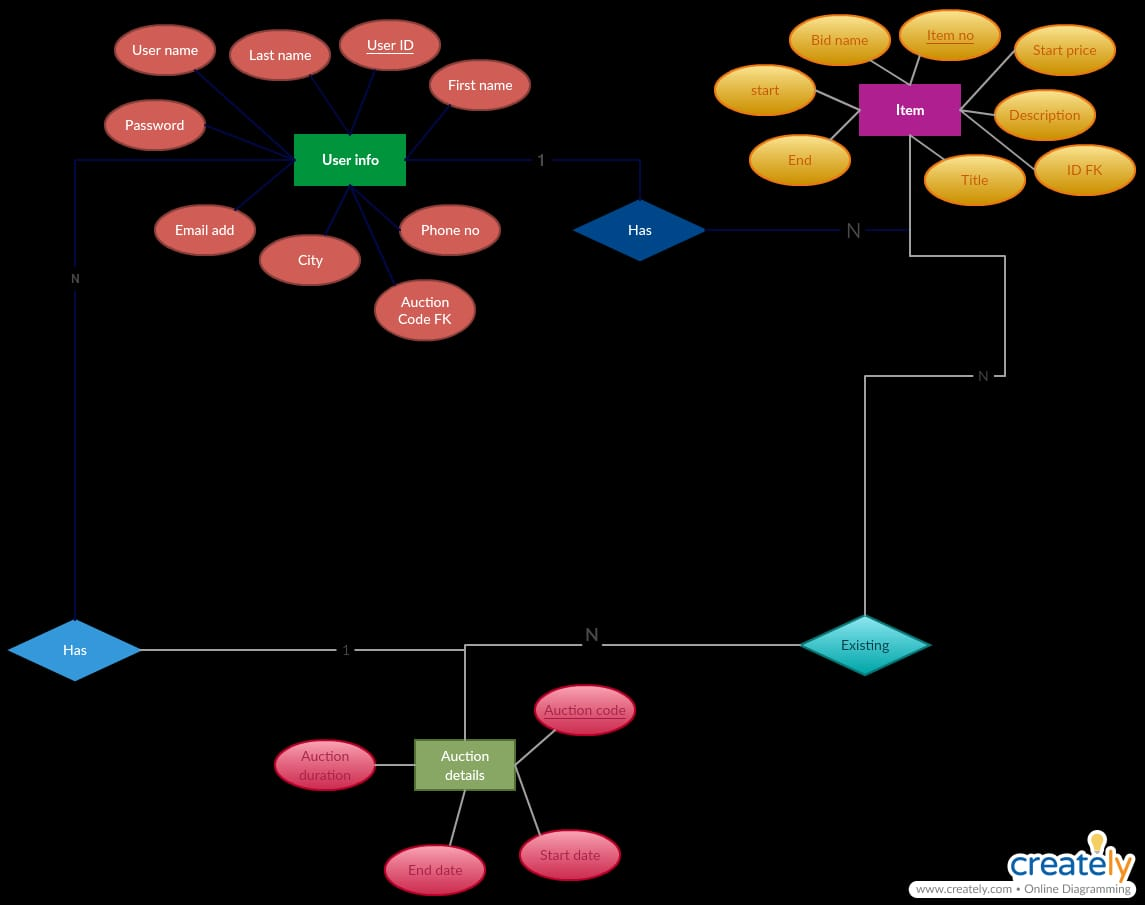 User name
Last name
User ID
First name
Password
User info
Email add
City
Phone no
Auction
Code FK
Bid name
Item no
Start price
start
Item
Description
End
Title
ID FK
1
Has
N
N
N
Has
1
N
Existing
Auction code
Auction
duration
Auction
details
End date
Start date
creately
www.creately.com • Online Diagramming